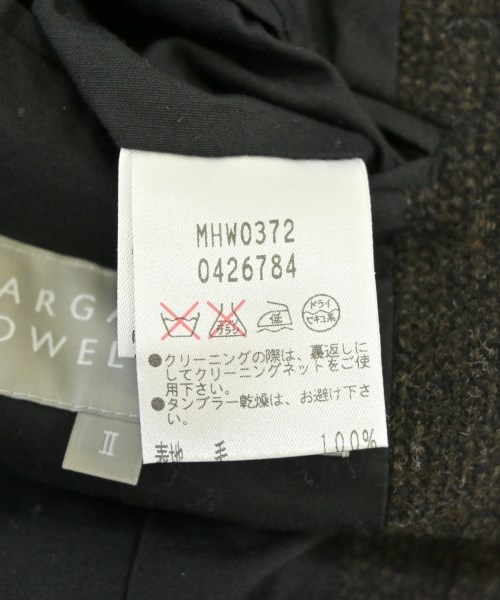 MHW0372
0426784
低
ドライ
セキユ系
●クリーニングの際は、裏返しに
してクリーニングネットをご使
用下さい。
●タンブラー乾燥は、お避け下さ
い。
表地 毛 100%
ARGA
OWEL
II